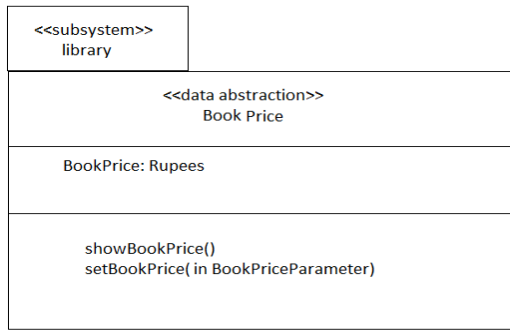 <<subsystem>>
library
<<data abstraction>>
Book Price
BookPrice: Rupees
showBookPrice()
setBookPrice( in BookPriceParameter)